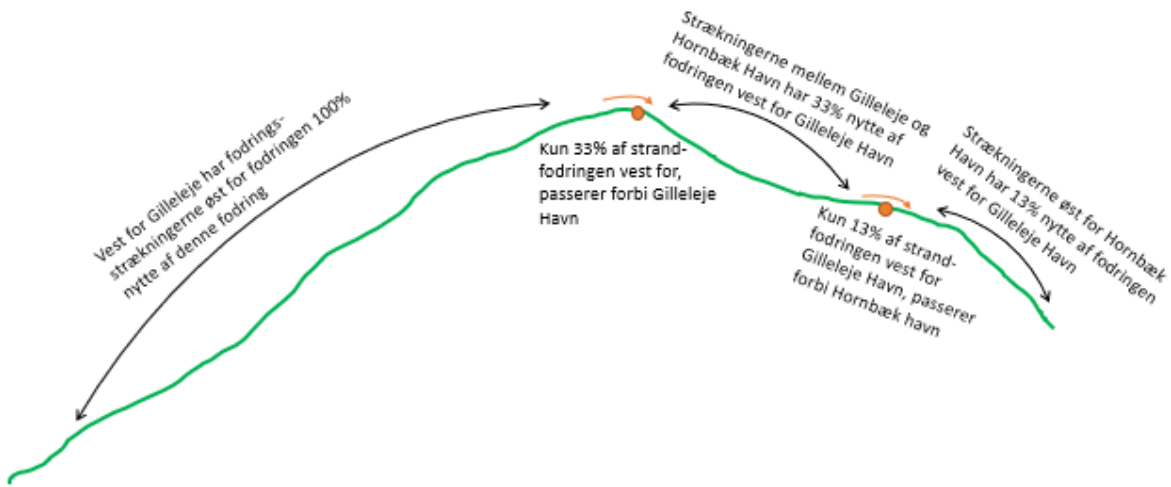 Vest for Gilleleje har fodrings-
strækningerne øst for fodringen 100%
nytte af denne fodring
Kun 33% af strand-
fodringen vest for,
passerer forbi Gilleleje
Havn
Strækningerne mellem Gilleleje og
Hornbæk Havn har 33% nytte af
fodringen vest for Gilleleje Havn
Kun 13% af strand-
fodringen vest for
Gilleleje Havn, passerer
forbi Hornbæk havn
Strækningerne øst for Hornbæk
Havn har 13% nytte af fodringen
vest for Gilleleje Havn